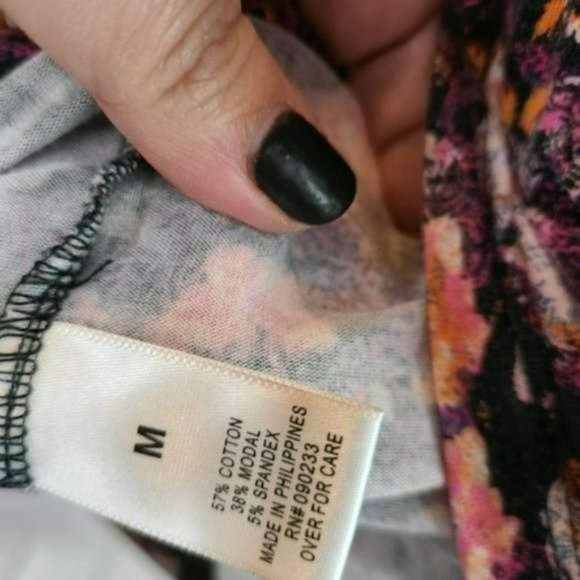 M
57% COTTON
38% MODAL
5% SPANDEX
MADE IN PHILIPPINES
RN# 090233
OVER FOR CARE